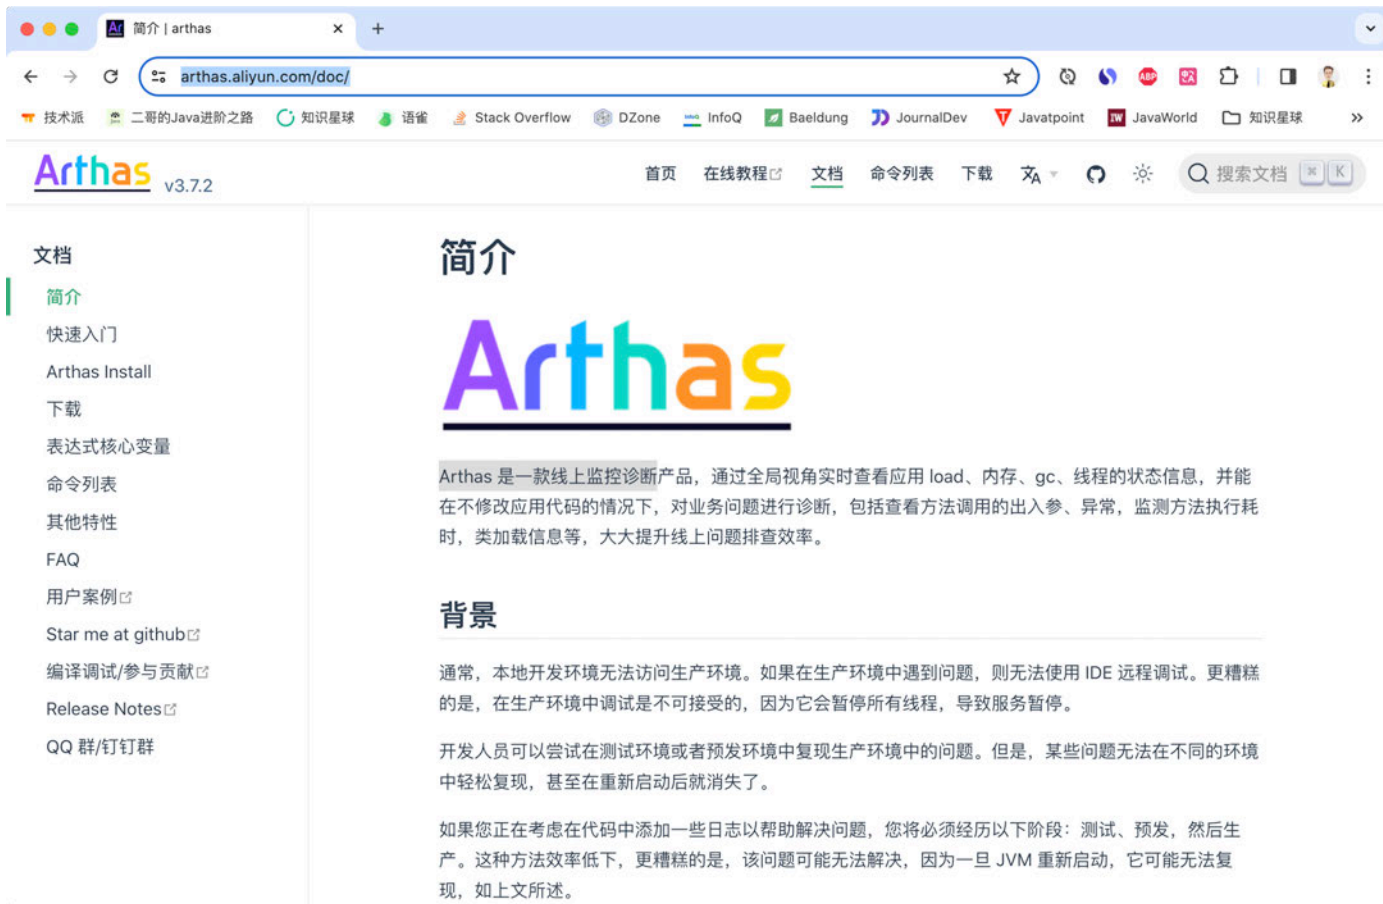 简介 | arthas
arthas.aliyun.com/doc/
技术派 二哥的Java进阶之路 知识星球 语雀 Stack Overflow DZone InfoQ Baeldung JournalDev Javatpoint JavaWorld 知识星球
Arthas v3.7.2 首页 在线教程 文档 命令列表 下载 搜索文档 ⌘ K
文档
简介
快速入门
Arthas Install
下载
表达式核心变量
命令列表
其他特性
FAQ
用户案例
Star me at github
编译调试/参与贡献
Release Notes
QQ 群/钉钉群
简介
Arthas
Arthas 是一款线上监控诊断产品，通过全局视角实时查看应用 load、内存、gc、线程的状态信息，并能
在不修改应用代码的情况下，对业务问题进行诊断，包括查看方法调用的出入参、异常，监测方法执行耗
时，类加载信息等，大大提升线上问题排查效率。
背景
通常，本地开发环境无法访问生产环境。如果在生产环境中遇到问题，则无法使用 IDE 远程调试。更糟糕
的是，在生产环境中调试是不可接受的，因为它会暂停所有线程，导致服务暂停。
开发人员可以尝试在测试环境或者预发环境中复现生产环境中的问题。但是，某些问题无法在不同的环境
中轻松复现，甚至在重新启动后就消失了。
如果您正在考虑在代码中添加一些日志以帮助解决问题，您将必须经历以下阶段：测试、预发，然后生
产。这种方法效率低下，更糟糕的是，该问题可能无法解决，因为一旦 JVM 重新启动，它可能无法复
现，如上文所述。